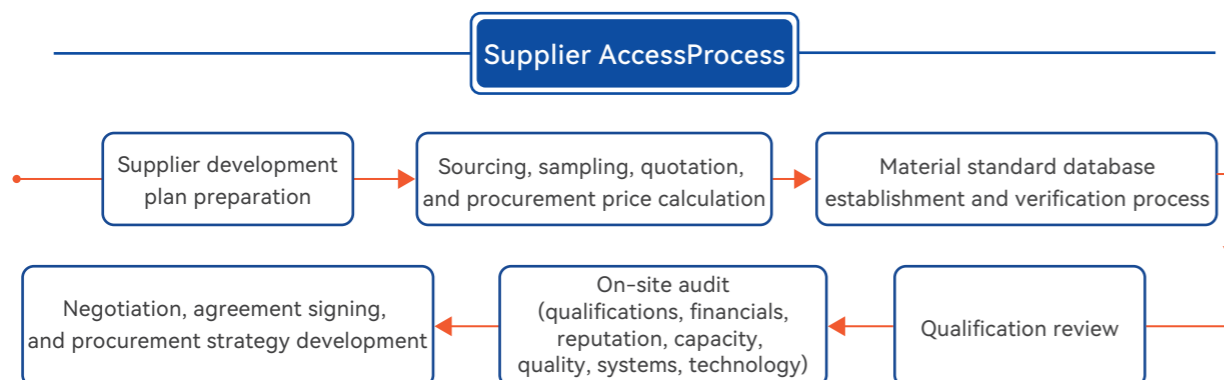 Supplier AccessProcess
Supplier development
plan preparation
Sourcing, sampling, quotation,
and procurement price calculation
Material standard database
establishment and verification process
Negotiation, agreement signing,
and procurement strategy development
On-site audit
(qualifications, financials,
reputation, capacity,
quality, systems, technology)
Qualification review